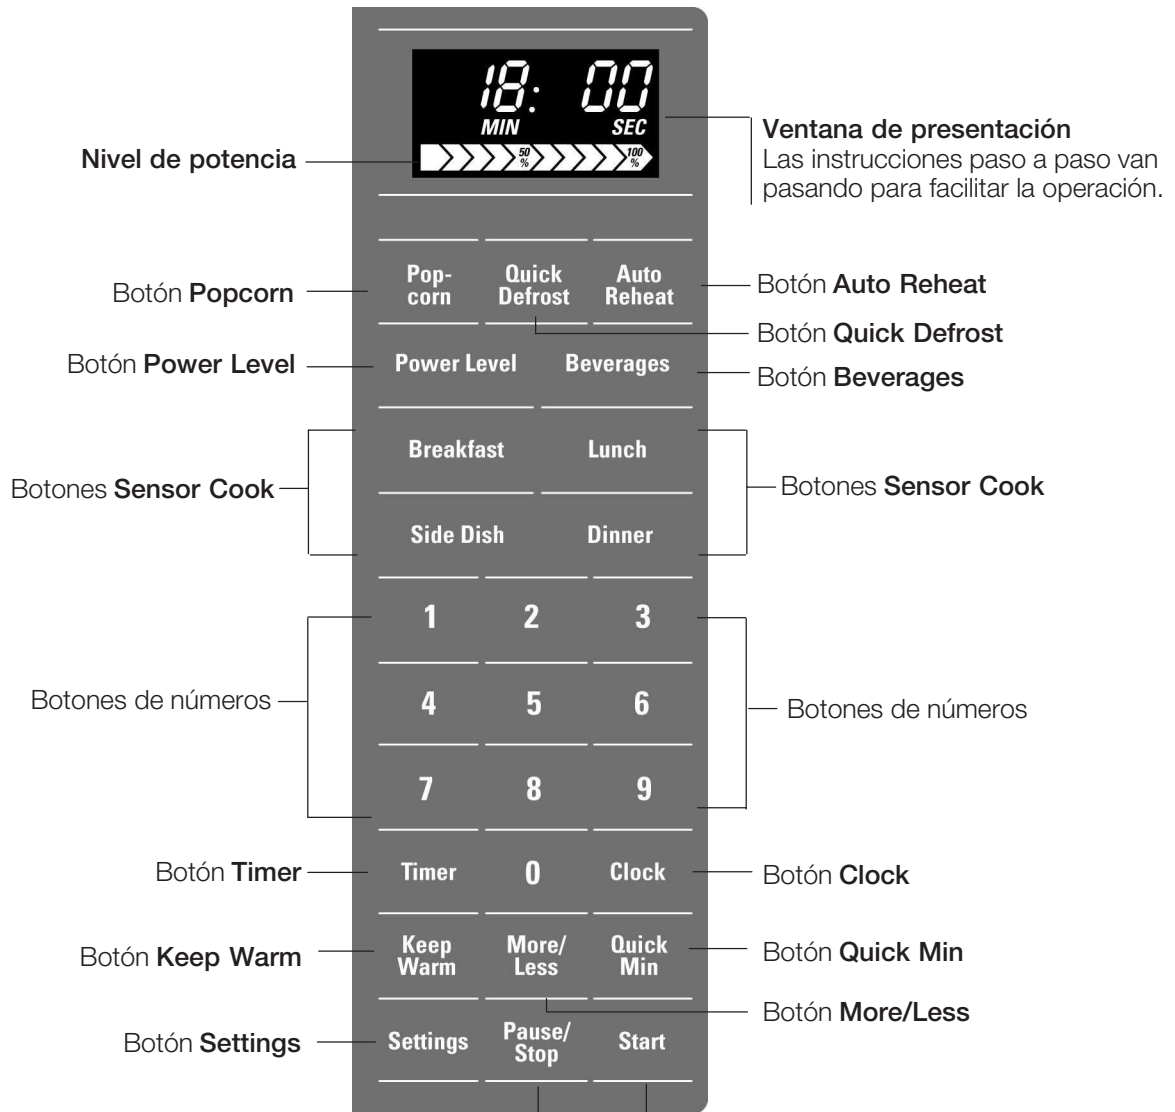 18: 00
MIN SEC
50 % 100 %
Nivel de potencia
Ventana de presentación
Las instrucciones paso a paso van
pasando para facilitar la operación.
Pop-
corn
Quick
Defrost
Auto
Reheat
Botón Popcorn
Botón Auto Reheat
Botón Quick Defrost
Botón Power Level
Power Level
Beverages
Botón Beverages
Breakfast
Lunch
Botones Sensor Cook
Botones Sensor Cook
Side Dish
Dinner
1 2 3
Botones de números
4 5 6
Botones de números
7 8 9
Botón Timer
Timer
0
Clock
Botón Clock
Botón Keep Warm
Keep
Warm
More/
Less
Quick
Min
Botón Quick Min
Botón More/Less
Botón Settings
Settings
Pause/
Stop
Start